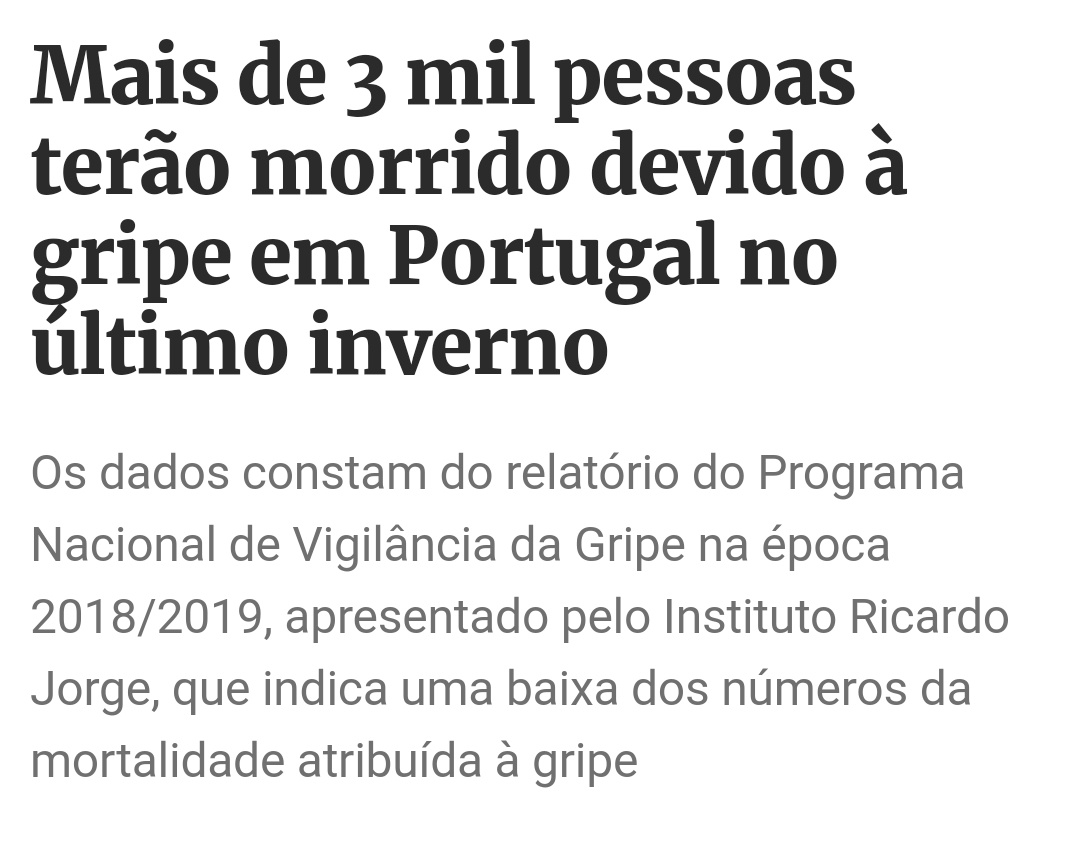 Mais de 3 mil pessoas
terão morrido devido à
gripe em Portugal no
último inverno
Os dados constam do relatório do Programa
Nacional de Vigilância da Gripe na época
2018/2019, apresentado pelo Instituto Ricardo
Jorge, que indica uma baixa dos números da
mortalidade atribuída à gripe